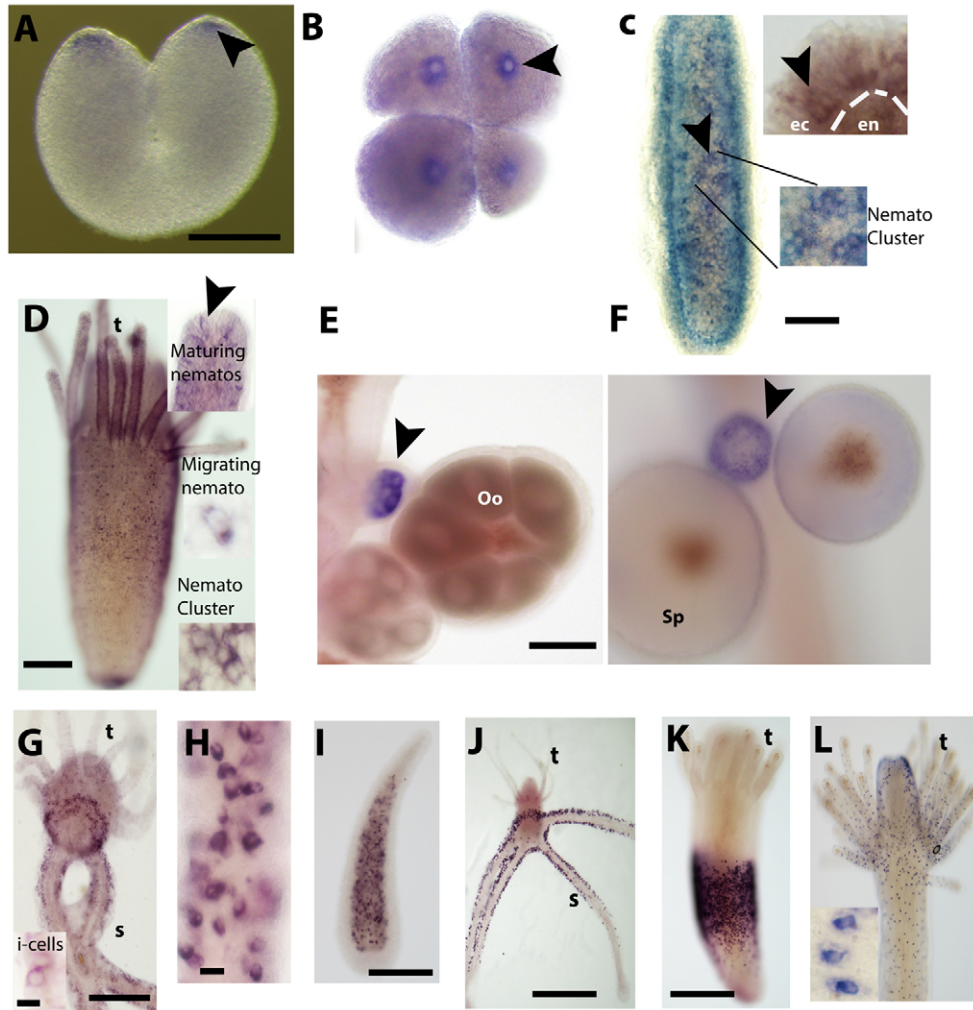 A
B
c
ec
en
Nemato
Cluster
D
t
Maturing
nematos
Migrating
nemato
Nemato
Cluster
E
Oo
F
Sp
G
t
s
i-cells
H
I
J
t
s
K
t
L
t